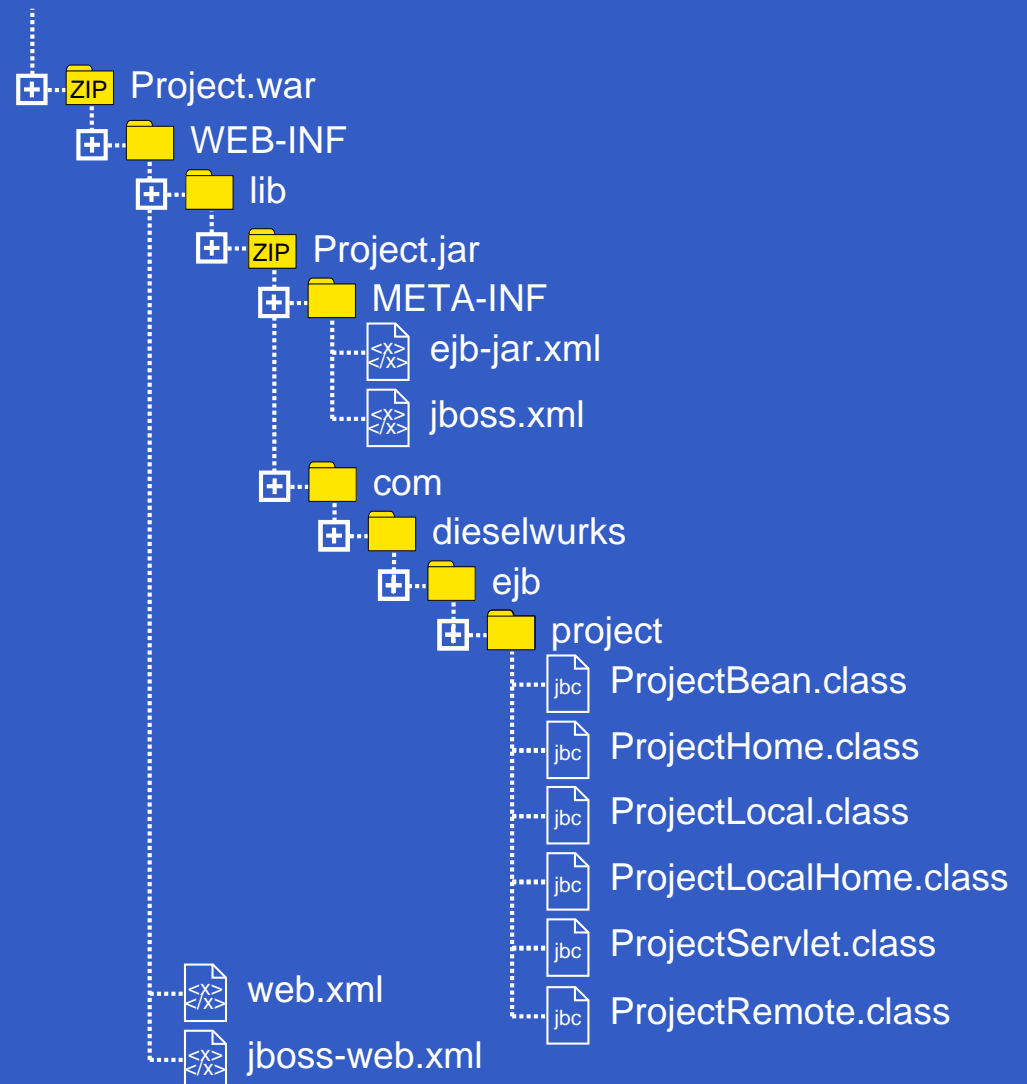 ZIP Project.war
WEB-INF
lib
ZIP Project.jar
META-INF
<x>
</x>
ejb-jar.xml
<x>
</x>
jboss.xml
com
dieselwurks
ejb
project
jbc ProjectBean.class
jbc ProjectHome.class
jbc ProjectLocal.class
jbc ProjectLocalHome.class
jbc ProjectServlet.class
jbc ProjectRemote.class
<x>
</x>
web.xml
<x>
</x>
jboss-web.xml